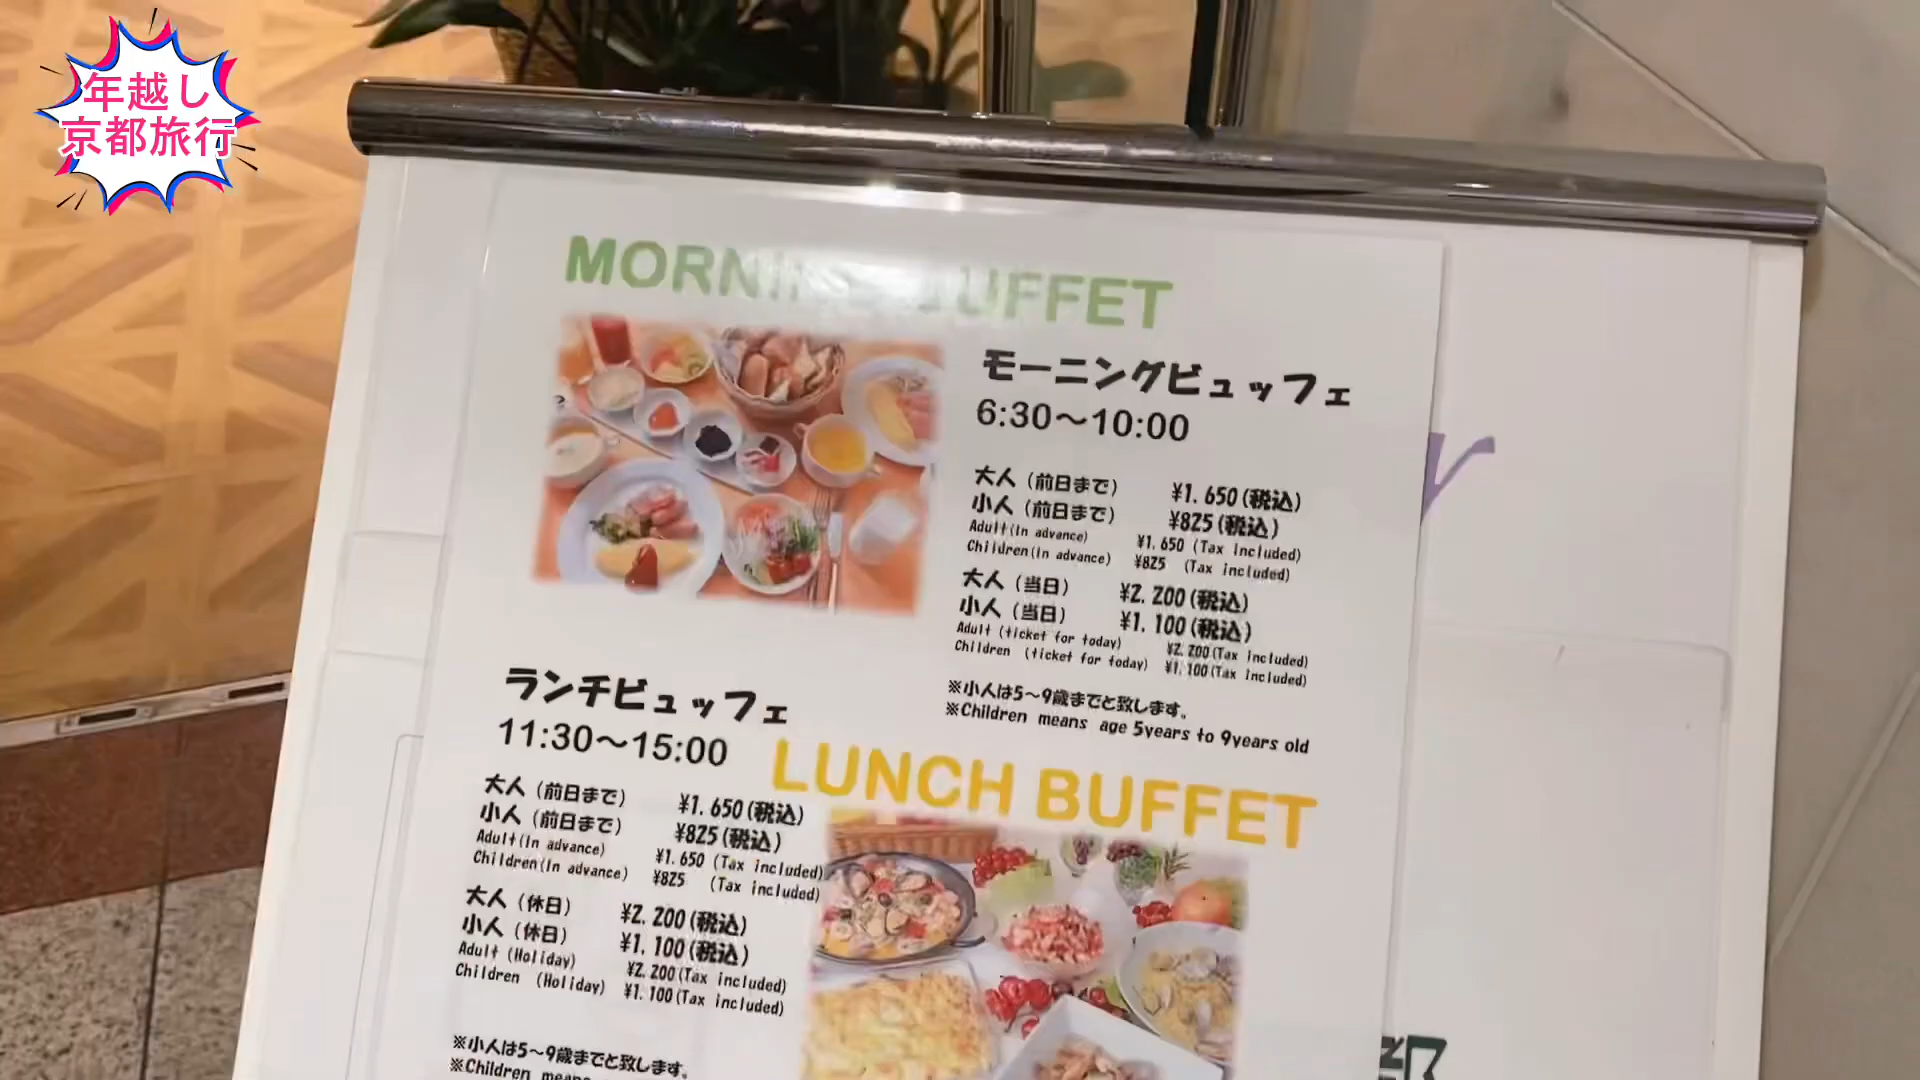 年越し
京都旅行
MORNING BUFFET
モーニングビュッフェ
6:30～10:00
大人（前日まで） ¥1.650(税込)
小人（前日まで） ¥825(税込)
Adult(In advance) ¥1.650 (Tax included)
Children(In advance) ¥825 (Tax included)
大人（当日） ¥2.200(税込)
小人（当日） ¥1.100(税込)
Adult (ticket for today) ¥2.200(Tax included)
Children (ticket for today) ¥1.100(Tax included)
※小人は5～9歳までと致します。
※Children means age 5years to 9years old
ランチビュッフェ
11:30～15:00
LUNCH BUFFET
大人（前日まで） ¥1.650(税込)
小人（前日まで） ¥825(税込)
Adult(In advance) ¥1.650 (Tax included)
Children(In advance) ¥825 (Tax included)
大人（休日） ¥2.200(税込)
小人（休日） ¥1.100(税込)
Adult (Holiday) ¥2.200(Tax included)
Children (Holiday) ¥1.100(Tax included)
※小人は5～9歳までと致します。
※Children means